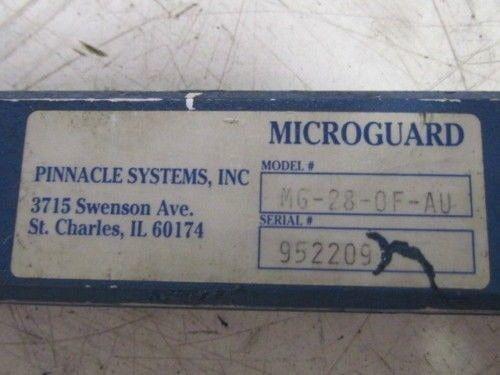 MICROGUARD
PINNACLE SYSTEMS, INC
3715 Swenson Ave.
St. Charles, IL 60174
MODEL #
MG-28-OF-AU
SERIAL #
952209